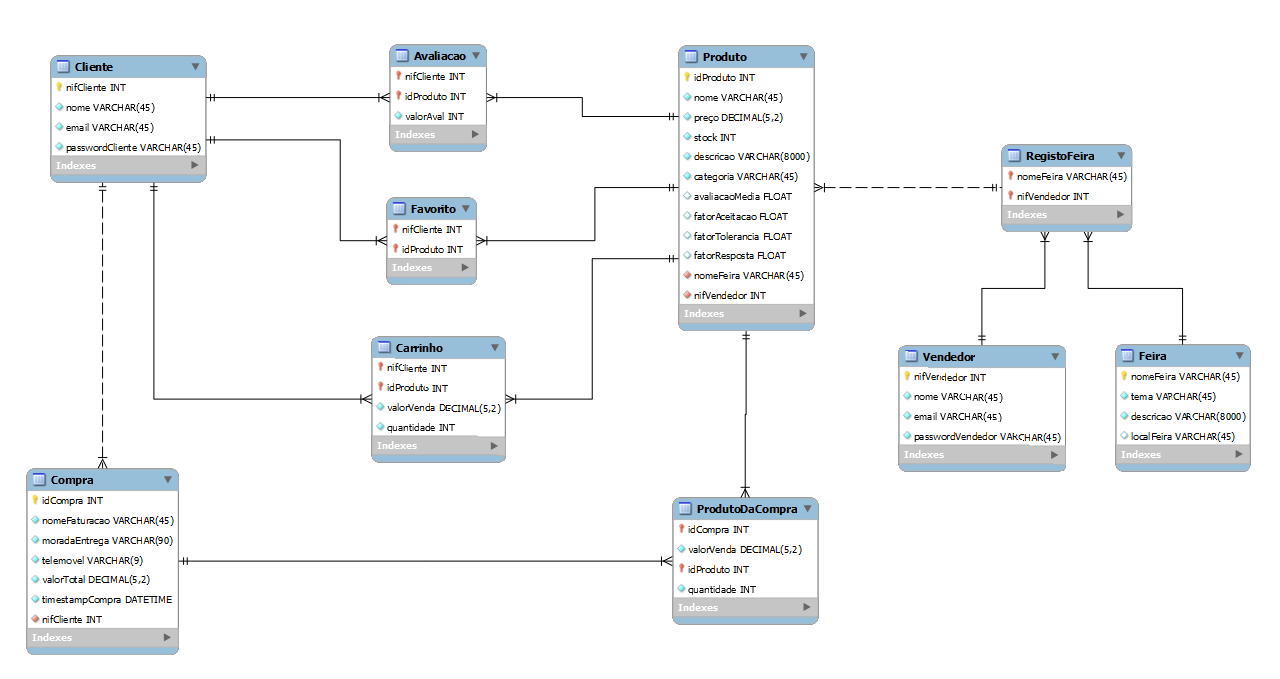 Cliente
nifCliente INT
nome VARCHAR(45)
email VARCHAR(45)
passwordCliente VARCHAR(45)
Indexes
Avaliacao
nifCliente INT
idProduto INT
valorAval INT
Indexes
Produto
idProduto INT
nome VARCHAR(45)
preço DECIMAL(5,2)
stock INT
descricao VARCHAR(8000)
categoria VARCHAR(45)
avaliacaoMedia FLOAT
fatorAceitacao FLOAT
fatorTolerancia FLOAT
fatorResposta FLOAT
nomeFeira VARCHAR(45)
nifVendedor INT
Indexes
RegistoFeira
nomeFeira VARCHAR(45)
nifVendedor INT
Indexes
Favorito
nifCliente INT
idProduto INT
Indexes
Carrinho
nifCliente INT
idProduto INT
valorVenda DECIMAL(5,2)
quantidade INT
Indexes
Vendedor
nifVendedor INT
nome VARCHAR(45)
email VARCHAR(45)
passwordVendedor VARCHAR(45)
Indexes
Feira
nomeFeira VARCHAR(45)
tema VARCHAR(45)
descricao VARCHAR(8000)
localFeira VARCHAR(45)
Indexes
Compra
idCompra INT
nomeFaturacao VARCHAR(45)
moradaEntrega VARCHAR(90)
telemovel VARCHAR(9)
valorTotal DECIMAL(5,2)
timestampCompra DATETIME
nifCliente INT
Indexes
ProdutoDaCompra
idCompra INT
valorVenda DECIMAL(5,2)
idProduto INT
quantidade INT
Indexes